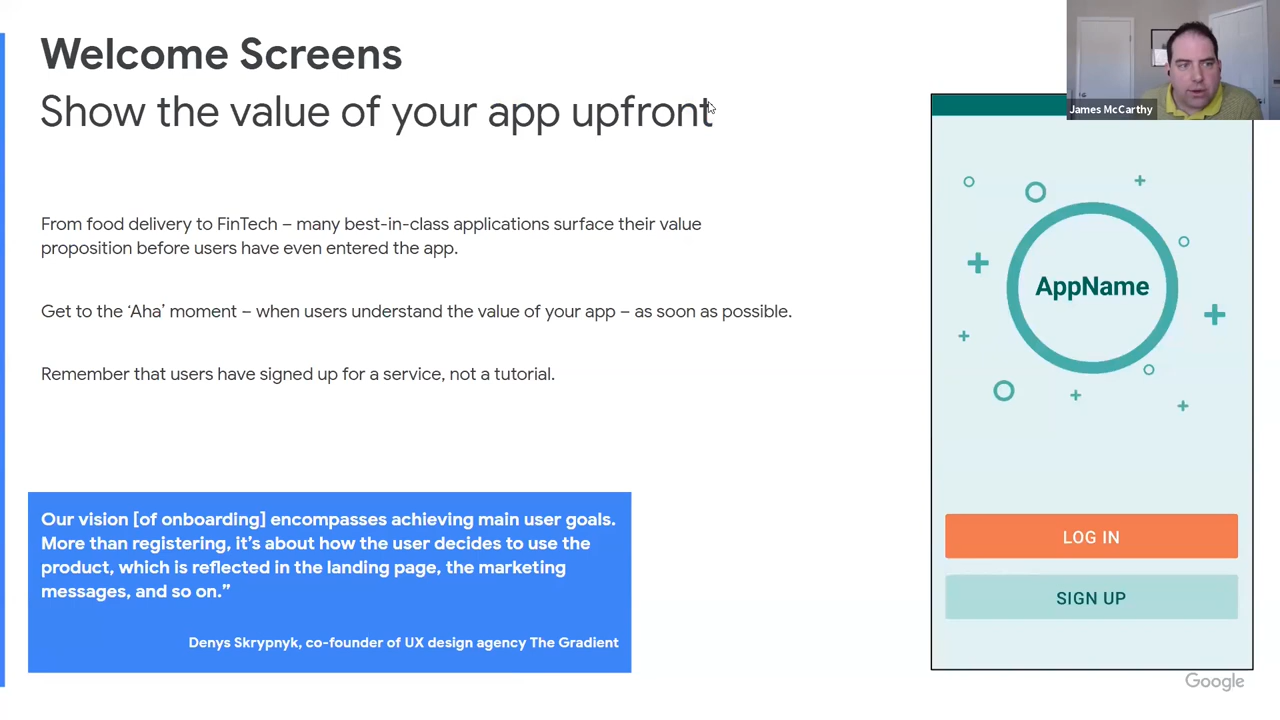 Welcome Screens
Show the value of your app upfront
James McCarthy
From food delivery to FinTech – many best-in-class applications surface their value
proposition before users have even entered the app.
Get to the ‘Aha’ moment – when users understand the value of your app – as soon as possible.
Remember that users have signed up for a service, not a tutorial.
AppName
Our vision [of onboarding] encompasses achieving main user goals.
More than registering, it’s about how the user decides to use the
product, which is reflected in the landing page, the marketing
messages, and so on.”
Denys Skrypnyk, co-founder of UX design agency The Gradient
LOG IN
SIGN UP
Google